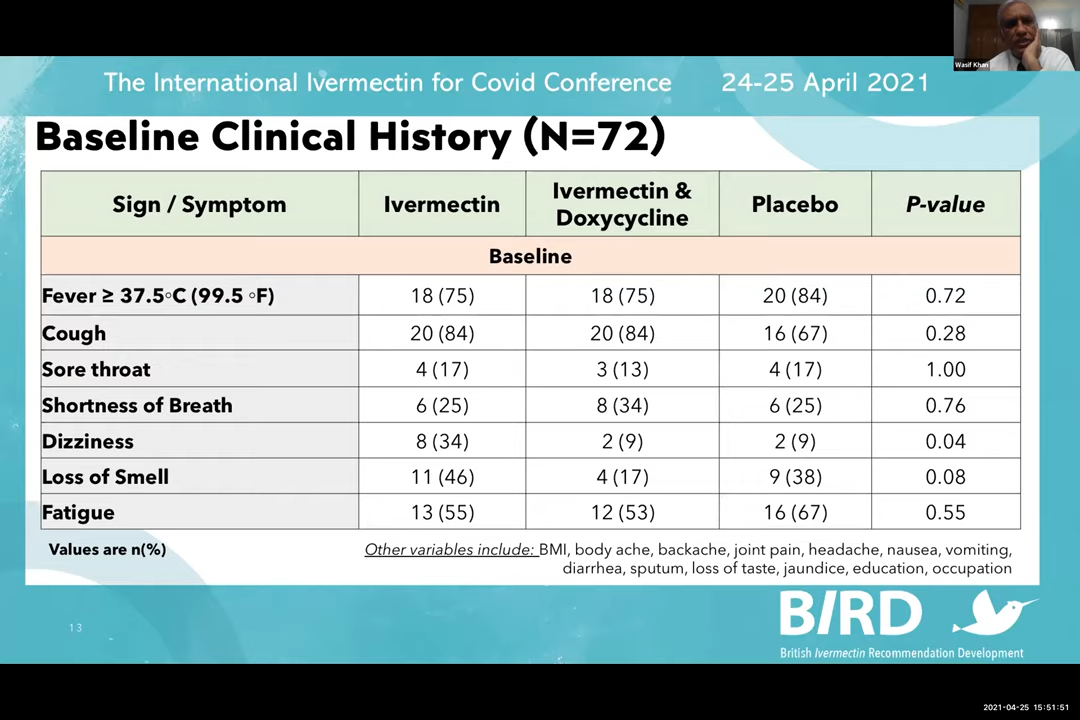 Wasif Khan
The International Ivermectin for Covid Conference 24-25 April 2021
Baseline Clinical History (N=72)
Sign / Symptom Ivermectin Ivermectin & Doxycycline Placebo P-value
Baseline
Fever ≥ 37.5◦C (99.5 ◦F) 18 (75) 18 (75) 20 (84) 0.72
Cough 20 (84) 20 (84) 16 (67) 0.28
Sore throat 4 (17) 3 (13) 4 (17) 1.00
Shortness of Breath 6 (25) 8 (34) 6 (25) 0.76
Dizziness 8 (34) 2 (9) 2 (9) 0.04
Loss of Smell 11 (46) 4 (17) 9 (38) 0.08
Fatigue 13 (55) 12 (53) 16 (67) 0.55
Values are n(%)
Other variables include: BMI, body ache, backache, joint pain, headache, nausea, vomiting,
diarrhea, sputum, loss of taste, jaundice, education, occupation
13
BIRD
British Ivermectin Recommendation Development
2021-04-25 15:51:51